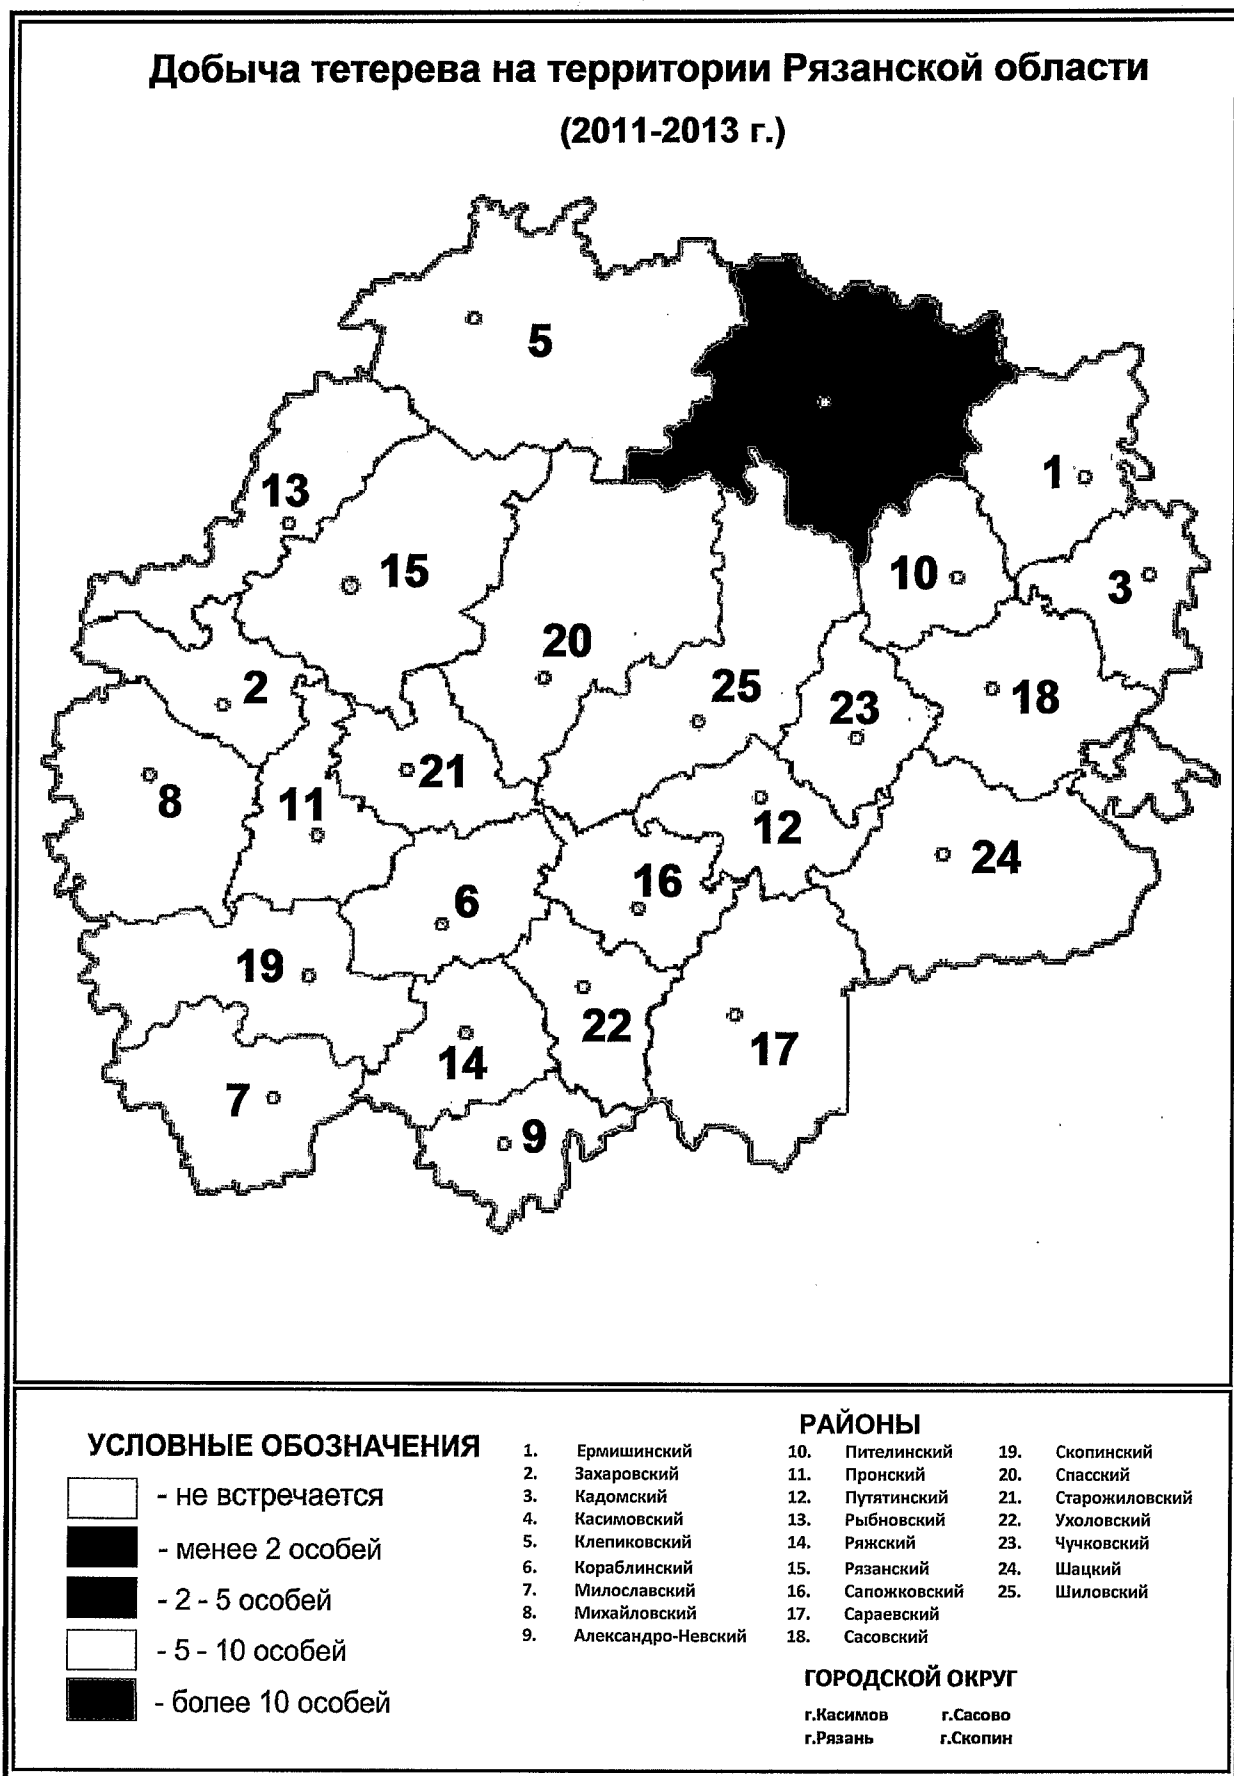 Добыча тетерева на территории Рязанской области
(2011-2013 г.)
5
1
13
15
10
3
20
2
25
23
18
21
8
11
12
24
16
6
19
22
17
14
7
9
УСЛОВНЫЕ ОБОЗНАЧЕНИЯ
- не встречается
- менее 2 особей
- 2 - 5 особей
- 5 - 10 особей
- более 10 особей
РАЙОНЫ
1. Ермишинский
2. Захаровский
3. Кадомский
4. Касимовский
5. Клепиковский
6. Кораблинский
7. Милославский
8. Михайловский
9. Александро-Невский
10. Пителинский
11. Пронский
12. Путятинский
13. Рыбновский
14. Ряжский
15. Рязанский
16. Сапожковский
17. Сараевский
18. Сасовский
19. Скопинский
20. Спасский
21. Старожиловский
22. Ухоловский
23. Чучковский
24. Шацкий
25. Шиловский
ГОРОДСКОЙ ОКРУГ
г.Касимов г.Сасово
г.Рязань г.Скопин